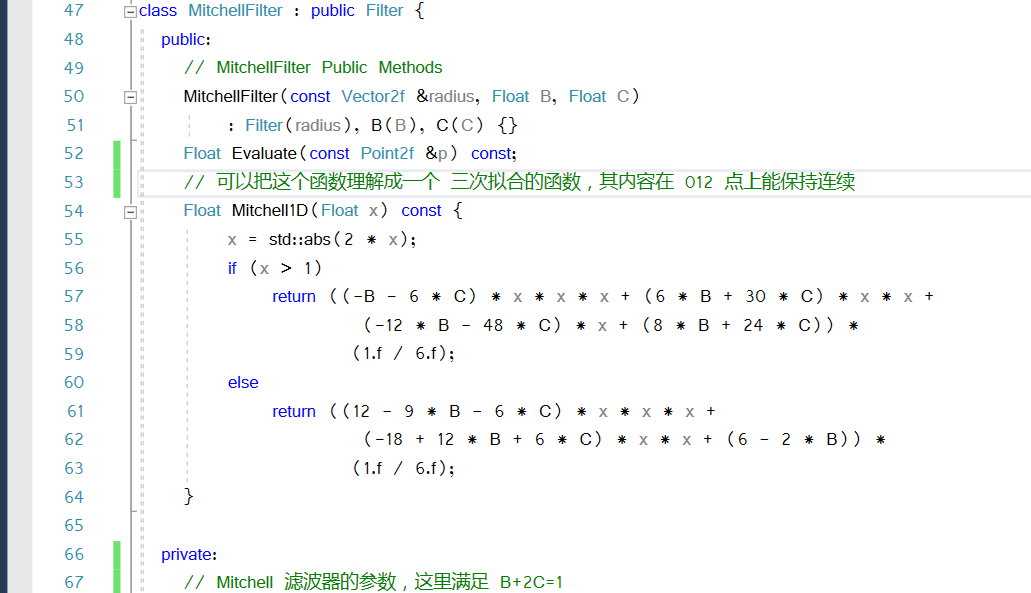 47 class MitchellFilter : public Filter {
48 public:
49 // MitchellFilter Public Methods
50 MitchellFilter(const Vector2f &radius, Float B, Float C)
51 : Filter(radius), B(B), C(C) {}
52 Float Evaluate(const Point2f &p) const;
53 // 可以把这个函数理解成一个 三次拟合的函数，其内容在 012 点上能保持连续
54 Float Mitchell1D(Float x) const {
55 x = std::abs(2 * x);
56 if (x > 1)
57 return ((-B - 6 * C) * x * x * x + (6 * B + 30 * C) * x * x +
58 (-12 * B - 48 * C) * x + (8 * B + 24 * C)) *
59 (1.f / 6.f);
60 else
61 return ((12 - 9 * B - 6 * C) * x * x * x +
62 (-18 + 12 * B + 6 * C) * x * x + (6 - 2 * B)) *
63 (1.f / 6.f);
64 }
65
66 private:
67 // Mitchell 滤波器的参数，这里满足 B+2C=1